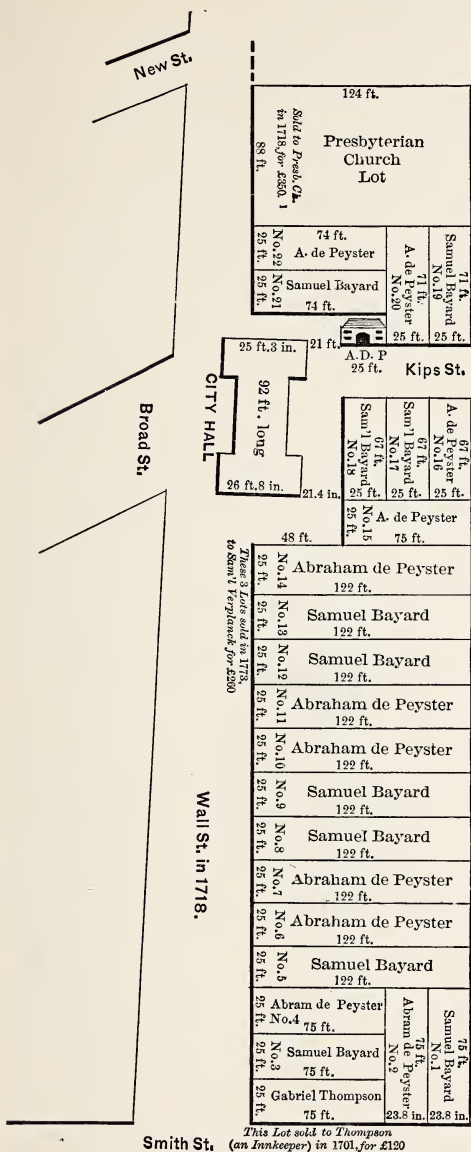 New St.
124 ft.
Presbyterian
Church
Lot
Sold to Presb. Ch.
in 1718, for £350. 1
88 ft.
74 ft.
No.22
A. de Peyster
25 ft.
No.21
Samuel Bayard
25 ft.
74 ft.
71 ft.
A. de Peyster
No.20
25 ft.
71 ft.
Samuel Bayard
No.19
25 ft.
21 ft.
A.D. P
25 ft.
Kips St.
25 ft.3 in.
92 ft. long
26 ft.8 in.
CITY HALL
Broad St.
21.4 in.
67 ft.
Sam'l Bayard
No.18
25 ft.
67 ft.
Sam'l Bayard
No.17
25 ft.
67 ft.
A. de Peyster
No.16
25 ft.
No.15
A. de Peyster
25 ft.
75 ft.
48 ft.
These 3 Lots sold in 1773,
to Sam'l Verplanck for £260
No.14
Abraham de Peyster
25 ft.
122 ft.
No.13
Samuel Bayard
25 ft.
122 ft.
No.12
Samuel Bayard
25 ft.
122 ft.
No.11
Abraham de Peyster
25 ft.
122 ft.
No.10
Abraham de Peyster
25 ft.
122 ft.
No.9
Samuel Bayard
25 ft.
122 ft.
No.8
Samuel Bayard
25 ft.
122 ft.
No.7
Abraham de Peyster
25 ft.
122 ft.
No.6
Abraham de Peyster
25 ft.
122 ft.
No.5
Samuel Bayard
25 ft.
122 ft.
Wall St. in 1718.
Abram de Peyster
No.4
25 ft.
75 ft.
No.3
Samuel Bayard
25 ft.
75 ft.
Gabriel Thompson
25 ft.
75 ft.
75 ft.
Abram de Peyster
No.2
23.8 in.
75 ft.
Samuel Bayard
No.1
23.8 in.
Smith St.
This Lot sold to Thompson
(an Innkeeper) in 1701, for £120